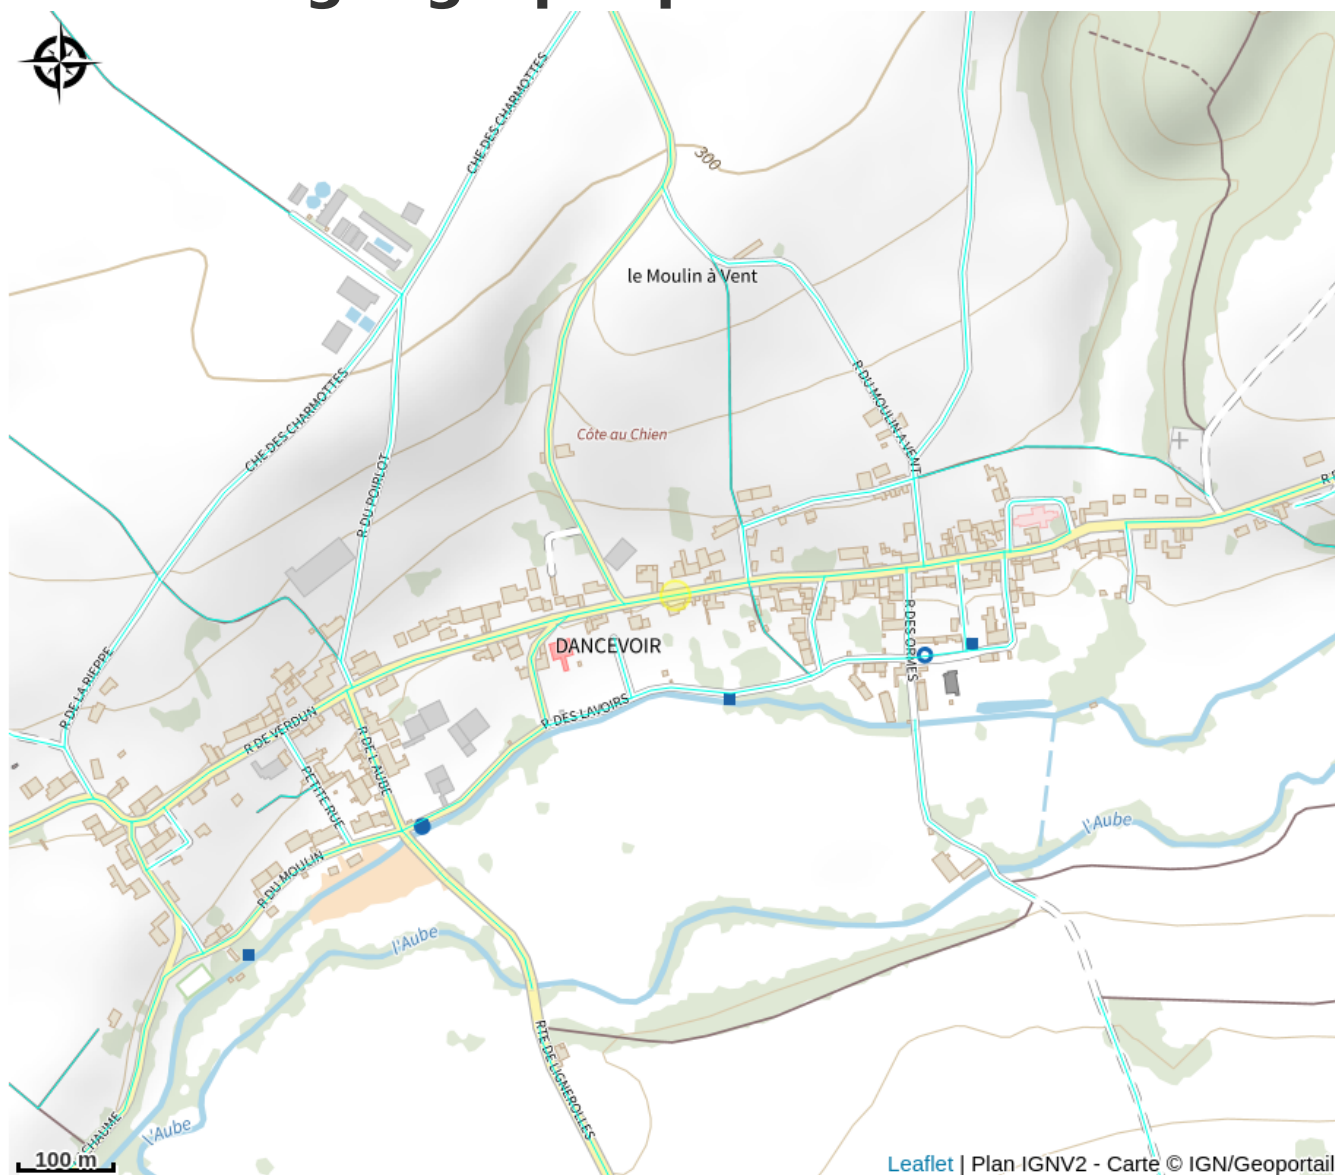 CHE DES CHARMOTTES
300
le Moulin à Vent
CHE DES CHARMOTTES
R DU POIRLOT
Côte au Chien
R DU MOULIN A VENT
R DE LA RIEPPE
R DE VERDUN
DANCEVOIR
R DES ORMES
R DES LAVOIRS
R DE L AUBE
PETITE RUE
R DU MOULIN
l'Aube
l'Aube
RTE DE LIGNEROLLES
CHAUME
l'Aube
100 m
Leaflet | Plan IGNV2 - Carte © IGN/Geoportail